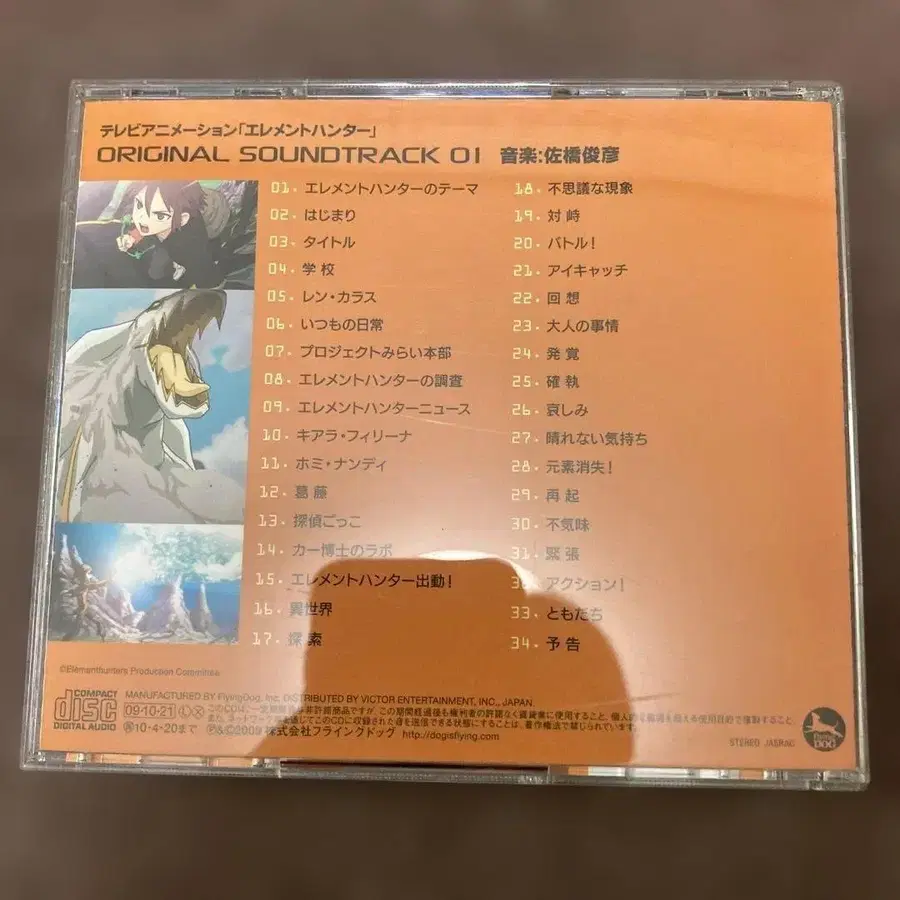 テレビアニメーション「エレメントハンター」
ORIGINAL SOUNDTRACK 01 音楽:佐橋俊彦
01. エレメントハンターのテーマ
02. はじまり
03. タイトル
04. 学校
05. レン・カラス
06. いつもの日常
07. プロジェクトみらい本部
08. エレメントハンターの調査
09. エレメントハンターニュース
10. キアラ・フィリーナ
11. ホミ・ナンディ
12. 葛藤
13. 探偵ごっこ
14. カー博士のラボ
15. エレメントハンター出動!
16. 異世界
17. 探索
18. 不思議な現象
19. 対峙
20. バトル!
21. アイキャッチ
22. 回想
23. 大人の事情
24. 発覚
25. 確執
26. 哀しみ
27. 晴れない気持ち
28. 元素消失!
29. 再起
30. 不気味
31. 緊張
32. アクション!
33. ともだち
34. 予告
©Elementhunters Production Committee
COMPACT disc DIGITAL AUDIO
MANUFACTURED BY FlyingDog, Inc. DISTRIBUTED BY VICTOR ENTERTAINMENT, INC., JAPAN.
09·10·21
10·4·20まで
℗&©2009 株式会社フライングドッグ http://dogisflying.com/
STEREO JASRAC
Flying DOG